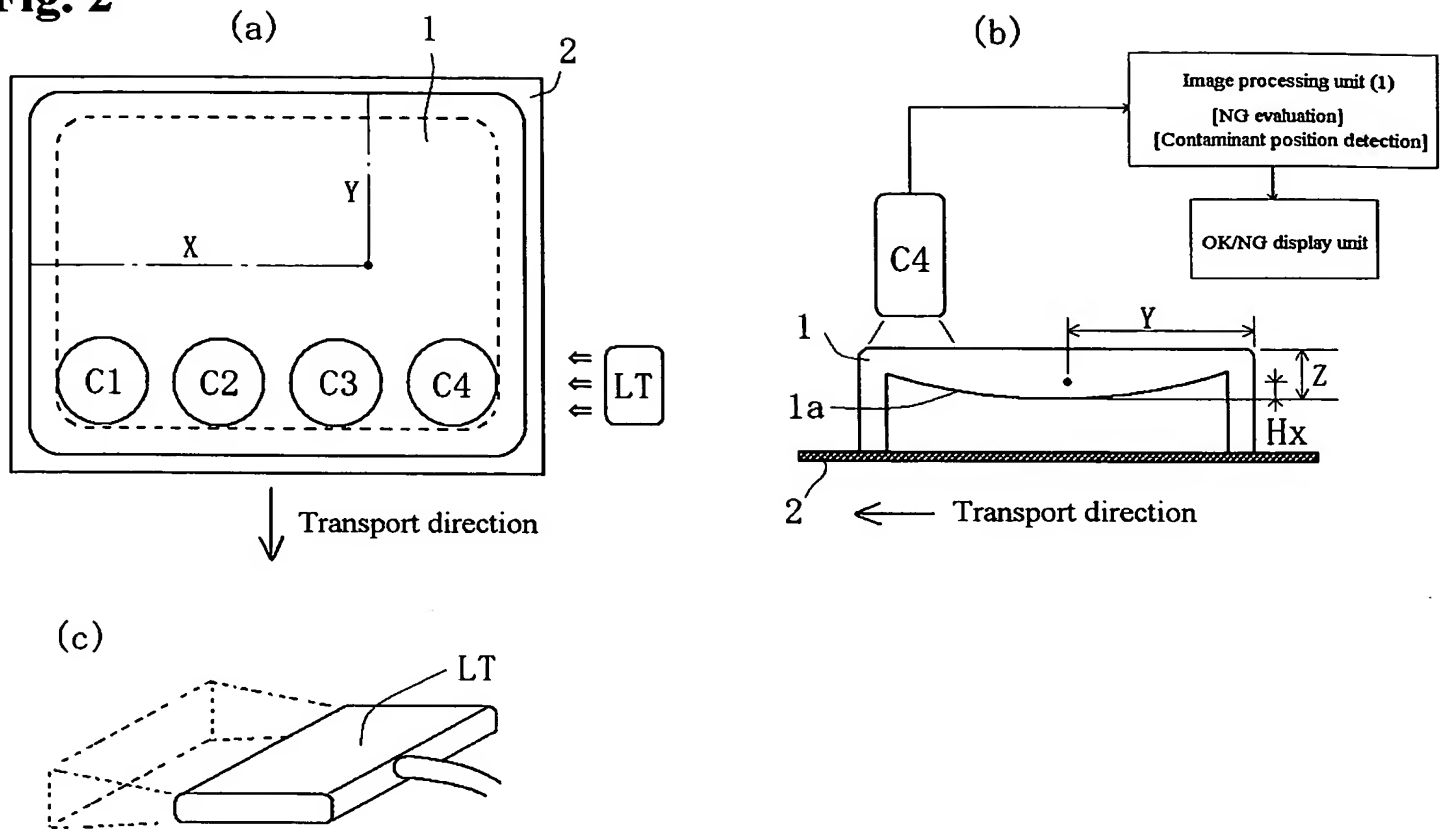 Fig. 2
(a)
1
2
Y
X
C1 C2 C3 C4
LT
Transport direction
(b)
Image processing unit (1)
[NG evaluation]
[Contaminant position detection]
OK/NG display unit
C4
1
Y
Z
1a
Hx
2
Transport direction
(c)
LT